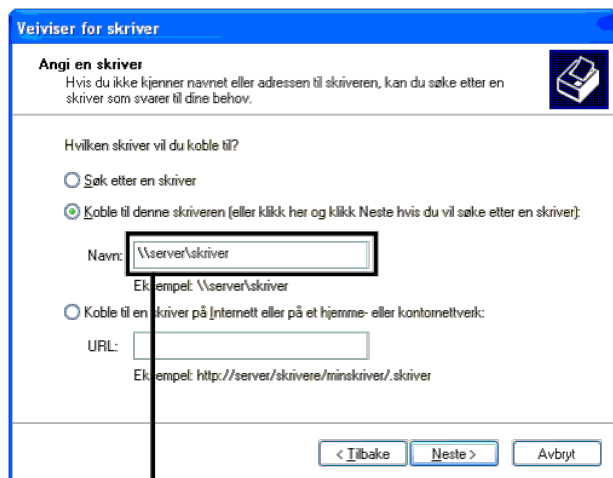 Veiviser for skriver
Angi en skriver
Hvis du ikke kjenner navnet eller adressen til skriveren, kan du søke etter en
skriver som svarer til dine behov.
Hvilken skriver vil du koble til?
Søk etter en skriver
Koble til denne skriveren (eller klikk her og klikk Neste hvis du vil søke etter en skriver):
Navn: \\server\skriver
Eksempel: \\server\skriver
Koble til en skriver på Internett eller på et hjemme- eller kontornettverk:
URL:
Eksempel: http://server/skrivere/minskriver/.skriver
< Tilbake Neste > Avbryt